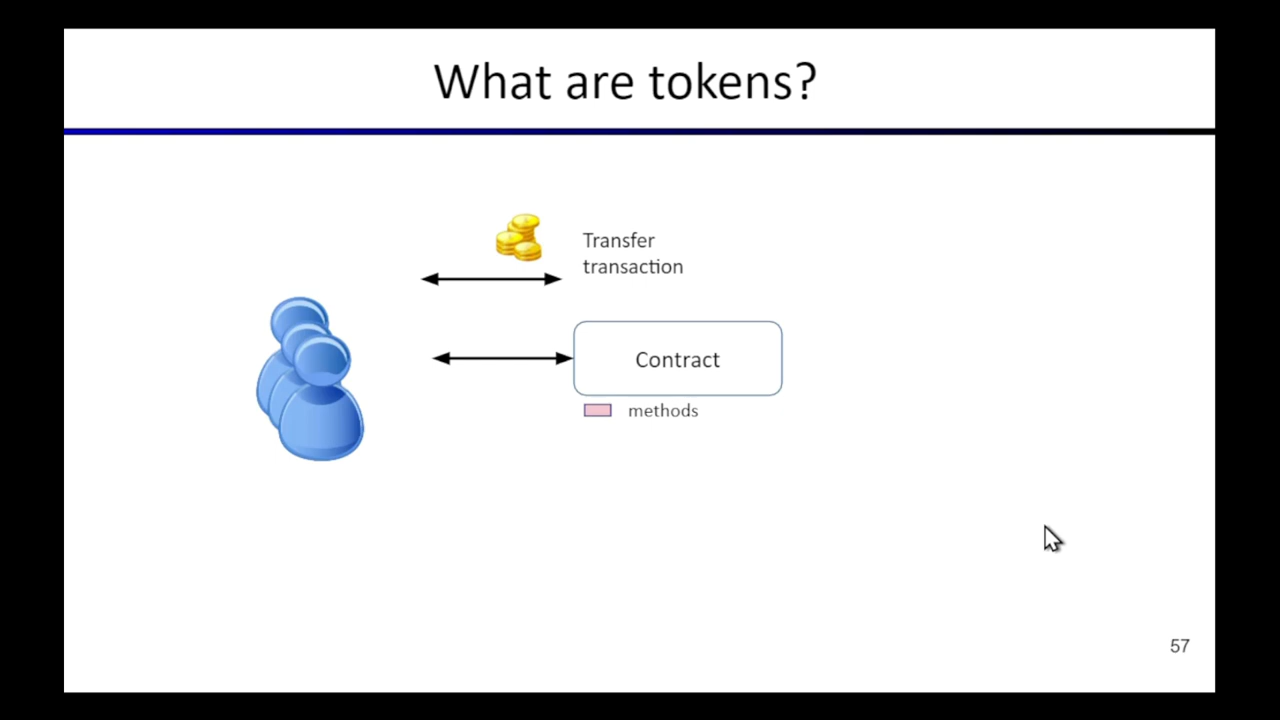 What are tokens?
Transfer
transaction
Contract
methods
57